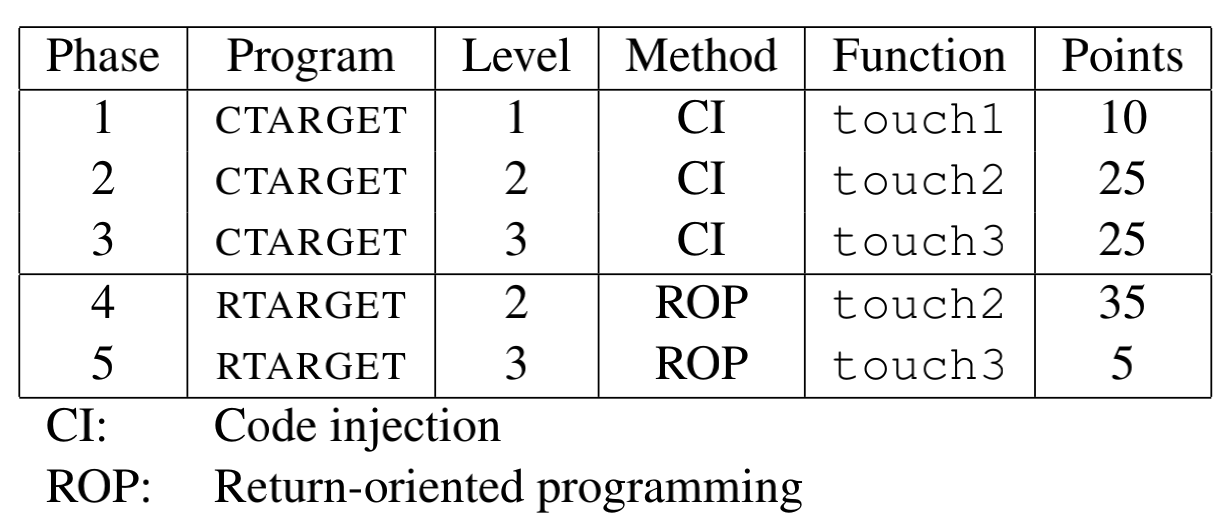 Phase Program Level Method Function Points
1 CTARGET 1 CI touch1 10
2 CTARGET 2 CI touch2 25
3 CTARGET 3 CI touch3 25
4 RTARGET 2 ROP touch2 35
5 RTARGET 3 ROP touch3 5
CI: Code injection
ROP: Return-oriented programming